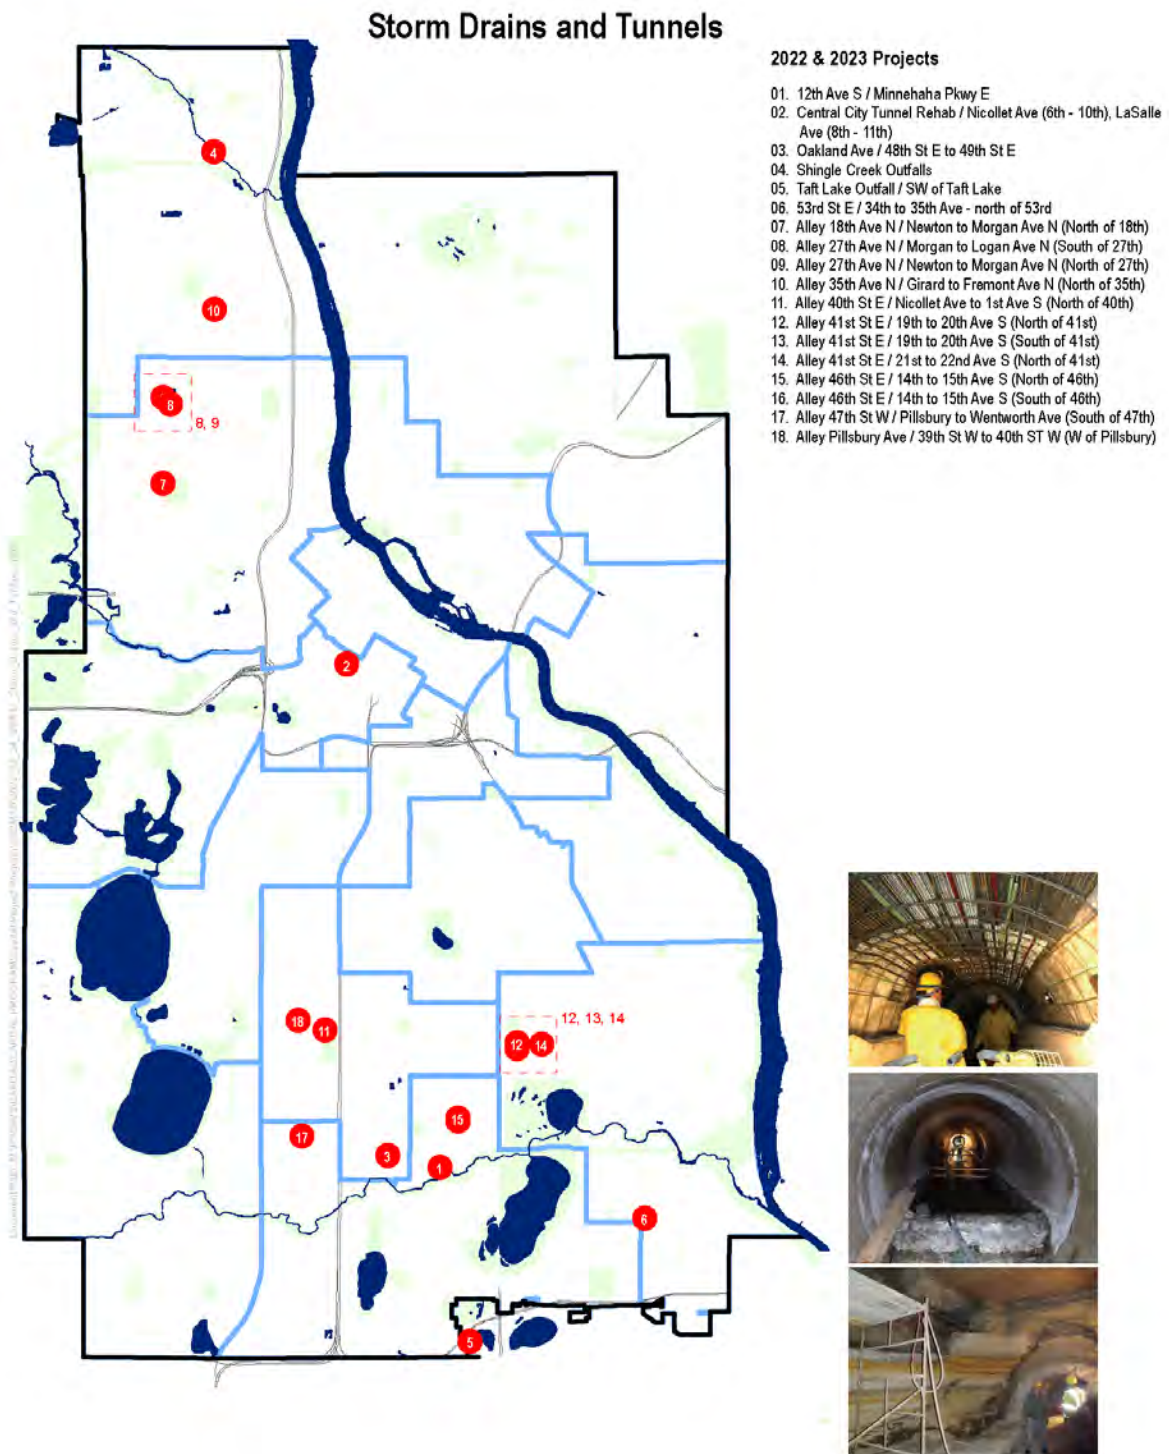 Storm Drains and Tunnels
2022 & 2023 Projects
01. 12th Ave S / Minnehaha Pkwy E
02. Central City Tunnel Rehab / Nicollet Ave (6th - 10th), LaSalle
Ave (8th - 11th)
03. Oakland Ave / 48th St E to 49th St E
04. Shingle Creek Outfalls
05. Taft Lake Outfall / SW of Taft Lake
06. 53rd St E / 34th to 35th Ave - north of 53rd
07. Alley 18th Ave N / Newton to Morgan Ave N (North of 18th)
08. Alley 27th Ave N / Morgan to Logan Ave N (South of 27th)
09. Alley 27th Ave N / Newton to Morgan Ave N (North of 27th)
10. Alley 35th Ave N / Girard to Fremont Ave N (North of 35th)
11. Alley 40th St E / Nicollet Ave to 1st Ave S (North of 40th)
12. Alley 41st St E / 19th to 20th Ave S (North of 41st)
13. Alley 41st St E / 19th to 20th Ave S (South of 41st)
14. Alley 41st St E / 21st to 22nd Ave S (North of 41st)
15. Alley 46th St E / 14th to 15th Ave S (North of 46th)
16. Alley 46th St E / 14th to 15th Ave S (South of 46th)
17. Alley 47th St W / Pillsbury to Wentworth Ave (South of 47th)
18. Alley Pillsbury Ave / 39th St W to 40th ST W (W of Pillsbury)
4
10
8
8, 9
7
2
18
11
12, 13, 14
12
14
15
17
3
1
6
5